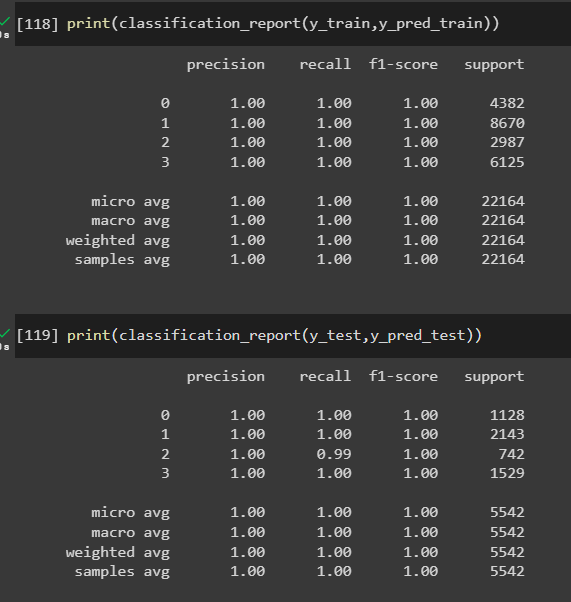 [118] print(classification_report(y_train,y_pred_train))
precision recall f1-score support
0 1.00 1.00 1.00 4382
1 1.00 1.00 1.00 8670
2 1.00 1.00 1.00 2987
3 1.00 1.00 1.00 6125
micro avg 1.00 1.00 1.00 22164
macro avg 1.00 1.00 1.00 22164
weighted avg 1.00 1.00 1.00 22164
samples avg 1.00 1.00 1.00 22164
[119] print(classification_report(y_test,y_pred_test))
precision recall f1-score support
0 1.00 1.00 1.00 1128
1 1.00 1.00 1.00 2143
2 1.00 0.99 1.00 742
3 1.00 1.00 1.00 1529
micro avg 1.00 1.00 1.00 5542
macro avg 1.00 1.00 1.00 5542
weighted avg 1.00 1.00 1.00 5542
samples avg 1.00 1.00 1.00 5542